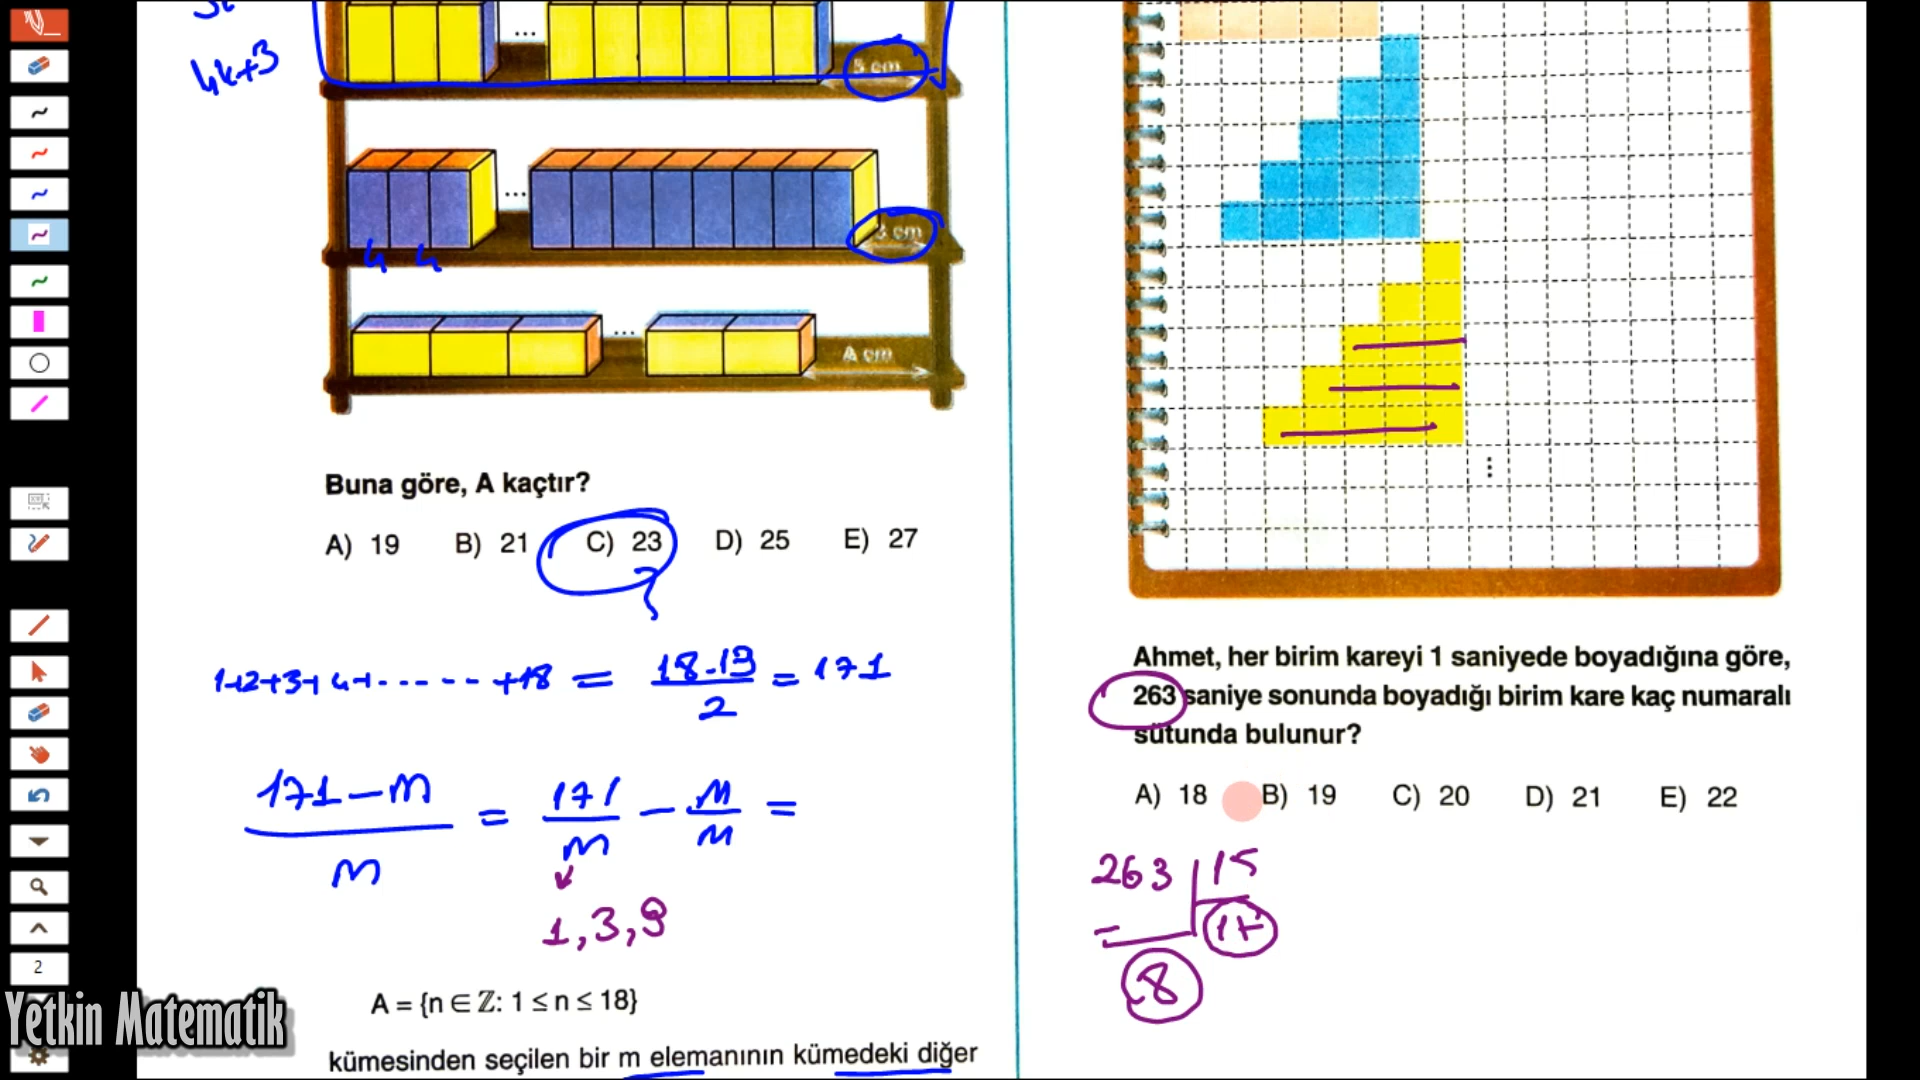 4k+3
5 cm
3 cm
4 4
A cm
Buna göre, A kaçtır?
A) 19 B) 21 C) 23 D) 25 E) 27
1+2+3+4+.......+18 = 18.19/2 = 171
171-m/m = 171/m - m/m =
1, 3, 9
A = {n ∈ ℤ: 1 ≤ n ≤ 18}
kümesinden seçilen bir m elemanının kümedeki diğer
Ahmet, her birim kareyi 1 saniyede boyadığına göre,
263 saniye sonunda boyadığı birim kare kaç numaralı
sütunda bulunur?
A) 18 B) 19 C) 20 D) 21 E) 22
263 15
17
8
2
Yetkin Matematik